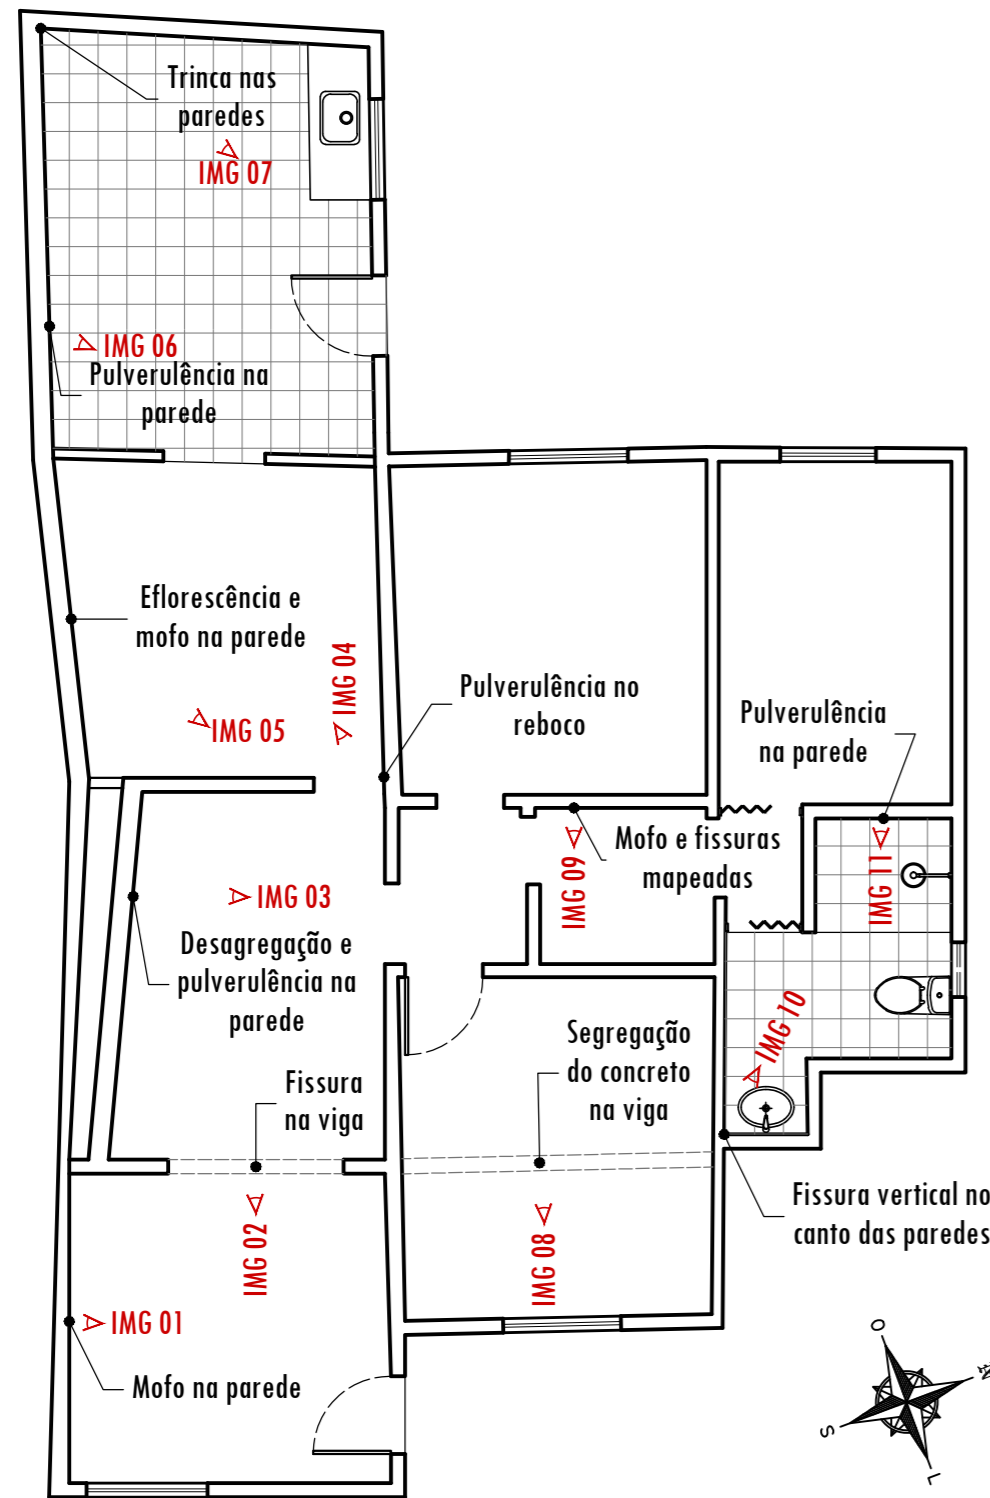 Trinca nas
paredes
IMG 07
IMG 06
Pulverulência na
parede
Eflorescência e
mofo na parede
IMG 04
IMG 05
Pulverulência no
reboco
Pulverulência
na parede
Mofo e fissuras
mapeadas
IMG 09
IMG 11
IMG 03
Desagregação e
pulverulência na
parede
IMG 10
Segregação
do concreto
na viga
Fissura
na viga
IMG 02
IMG 08
Fissura vertical no
canto das paredes
IMG 01
Mofo na parede
O
N
S
L